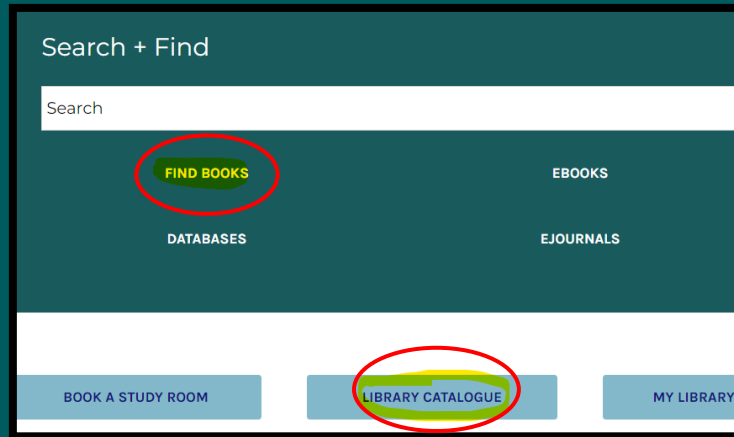 Search + Find
Search
FIND BOOKS EBOOKS
DATABASES EJOURNALS
BOOK A STUDY ROOM LIBRARY CATALOGUE MY LIBRARY